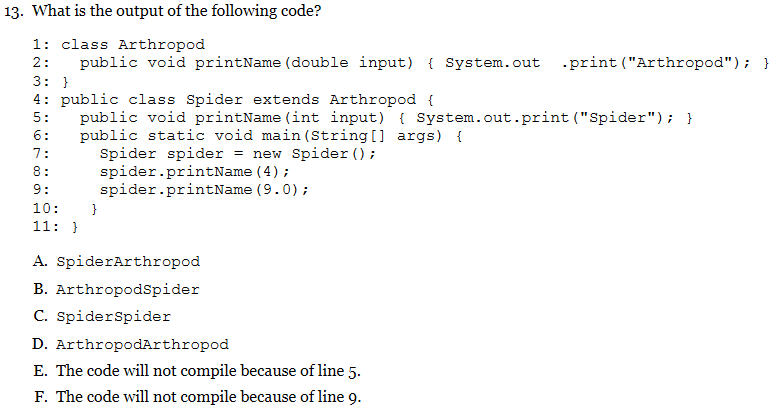 13. What is the output of the following code?
1: class Arthropod
2:   public void printName(double input) { System.out  .print("Arthropod"); }
3: }
4: public class Spider extends Arthropod {
5:   public void printName(int input) { System.out.print("Spider"); }
6:   public static void main(String[] args) {
7:     Spider spider = new Spider();
8:     spider.printName(4);
9:     spider.printName(9.0);
10:   }
11: }
A. SpiderArthropod
B. ArthropodSpider
C. SpiderSpider
D. ArthropodArthropod
E. The code will not compile because of line 5.
F. The code will not compile because of line 9.